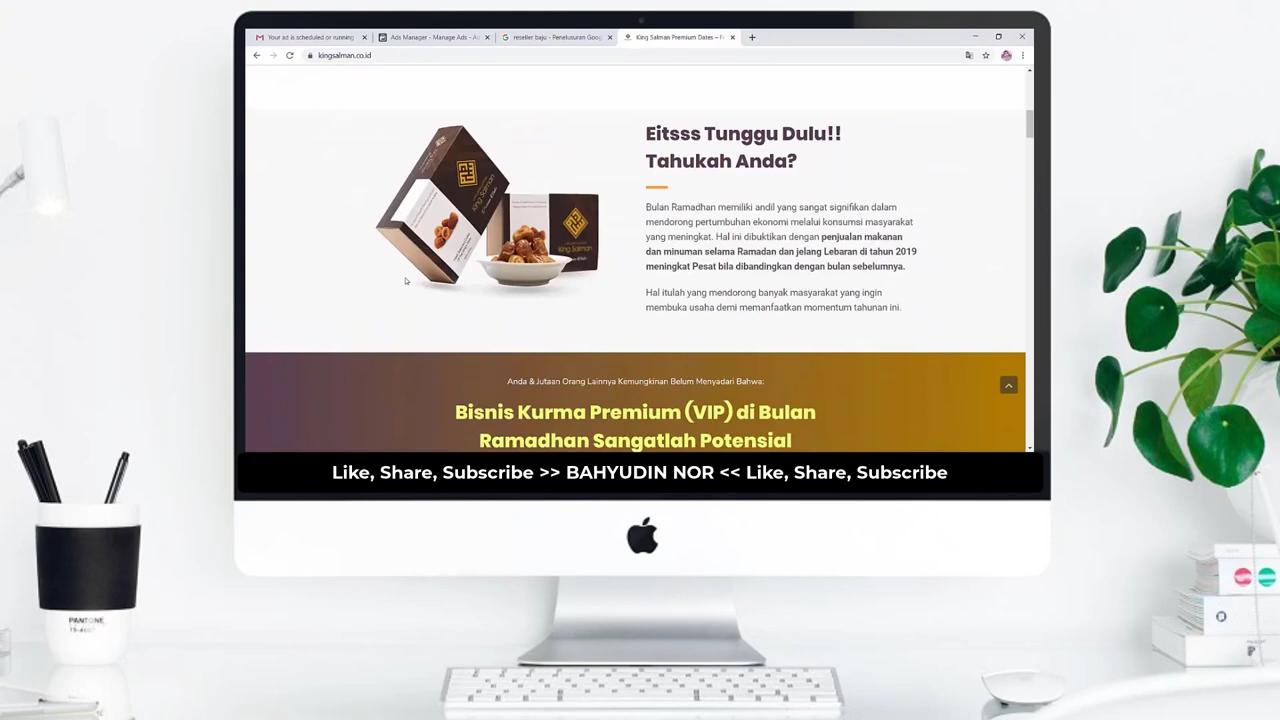 Your ad is scheduled or running
Ads Manager - Manage Ads - A
reseller baju - Penelusuran Goog
King Salman Premium Dates – F
kingsalman.co.id
Eitsss Tunggu Dulu!!
Tahukah Anda?
Bulan Ramadhan memiliki andil yang sangat signifikan dalam
mendorong pertumbuhan ekonomi melalui konsumsi masyarakat
yang meningkat. Hal ini dibuktikan dengan penjualan makanan
dan minuman selama Ramadan dan jelang Lebaran di tahun 2019
meningkat Pesat bila dibandingkan dengan bulan sebelumnya.
Hal itulah yang mendorong banyak masyarakat yang ingin
membuka usaha demi memanfaatkan momentum tahunan ini.
King Salman
King Salman
Anda & Jutaan Orang Lainnya Kemungkinan Belum Menyadari Bahwa:
Bisnis Kurma Premium (VIP) di Bulan
Ramadhan Sangatlah Potensial
Like, Share, Subscribe >> BAHYUDIN NOR << Like, Share, Subscribe
PANTONE